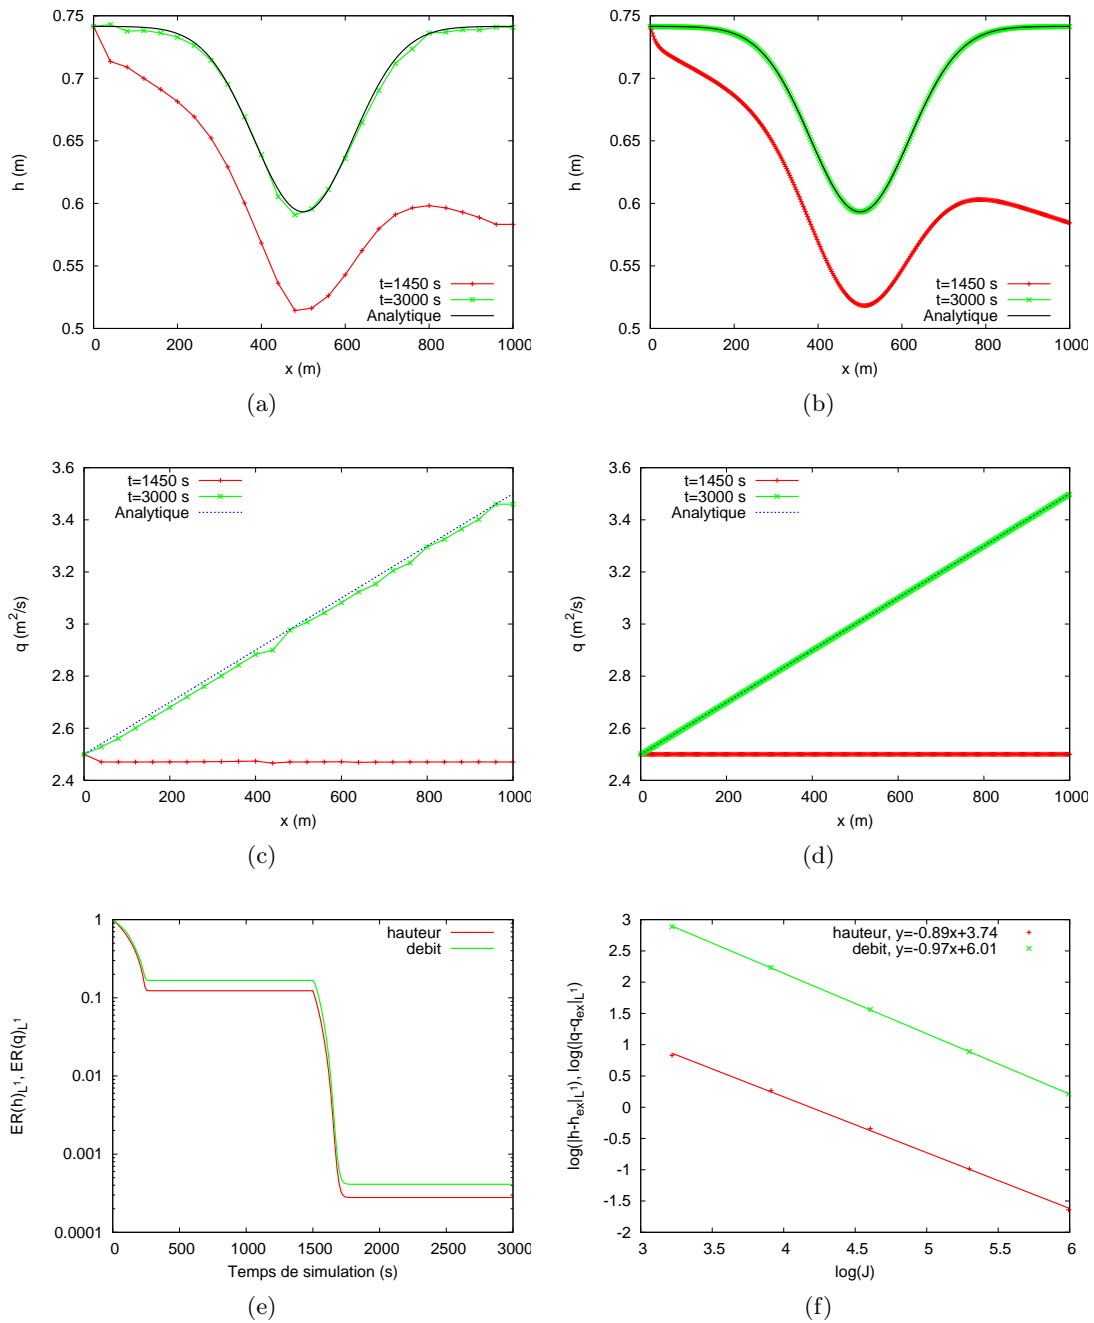 0.75
0.7
0.65
0.6
0.55
0.5
h (m)
t=1450 s
t=3000 s
Analytique
0 200 400 600 800 1000
x (m)
(a)
0.75
0.7
0.65
0.6
0.55
0.5
h (m)
t=1450 s
t=3000 s
Analytique
0 200 400 600 800 1000
x (m)
(b)
3.6
3.4
3.2
3
2.8
2.6
2.4
q (m²/s)
t=1450 s
t=3000 s
Analytique
0 200 400 600 800 1000
x (m)
(c)
3.6
3.4
3.2
3
2.8
2.6
2.4
q (m²/s)
t=1450 s
t=3000 s
Analytique
0 200 400 600 800 1000
x (m)
(d)
1
0.1
0.01
0.001
0.0001
ER(h)_L¹, ER(q)_L¹
hauteur
debit
0 500 1000 1500 2000 2500 3000
Temps de simulation (s)
(e)
3
2.5
2
1.5
1
0.5
0
-0.5
-1
-1.5
-2
log(|h-h_ex|_L¹), log(|q-q_ex|_L¹)
hauteur, y=-0.89x+3.74
debit, y=-0.97x+6.01
3 3.5 4 4.5 5 5.5 6
log(J)
(f)